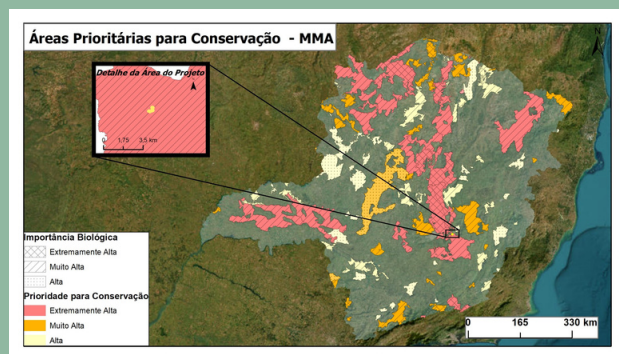 Áreas Prioritárias para Conservação - MMA
Detalhe da Área do Projeto
0 1,75 3,5 km
N
Importância Biológica
Extremamente Alta
Muito Alta
Alta
Prioridade para Conservação
Extremamente Alta
Muito Alta
Alta
0 165 330 km